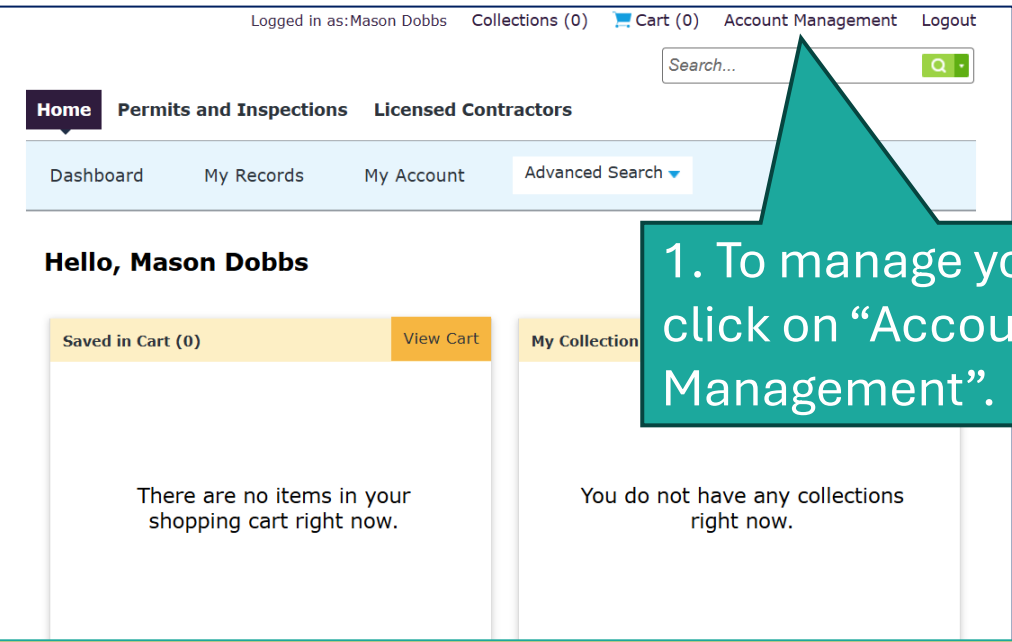 Logged in as:Mason Dobbs Collections (0) Cart (0) Account Management Logout
Search...
Home Permits and Inspections Licensed Contractors
Dashboard My Records My Account Advanced Search
Hello, Mason Dobbs
1. To manage yo
click on “Accou
Management”.
Saved in Cart (0) View Cart
My Collection
There are no items in your
shopping cart right now.
You do not have any collections
right now.